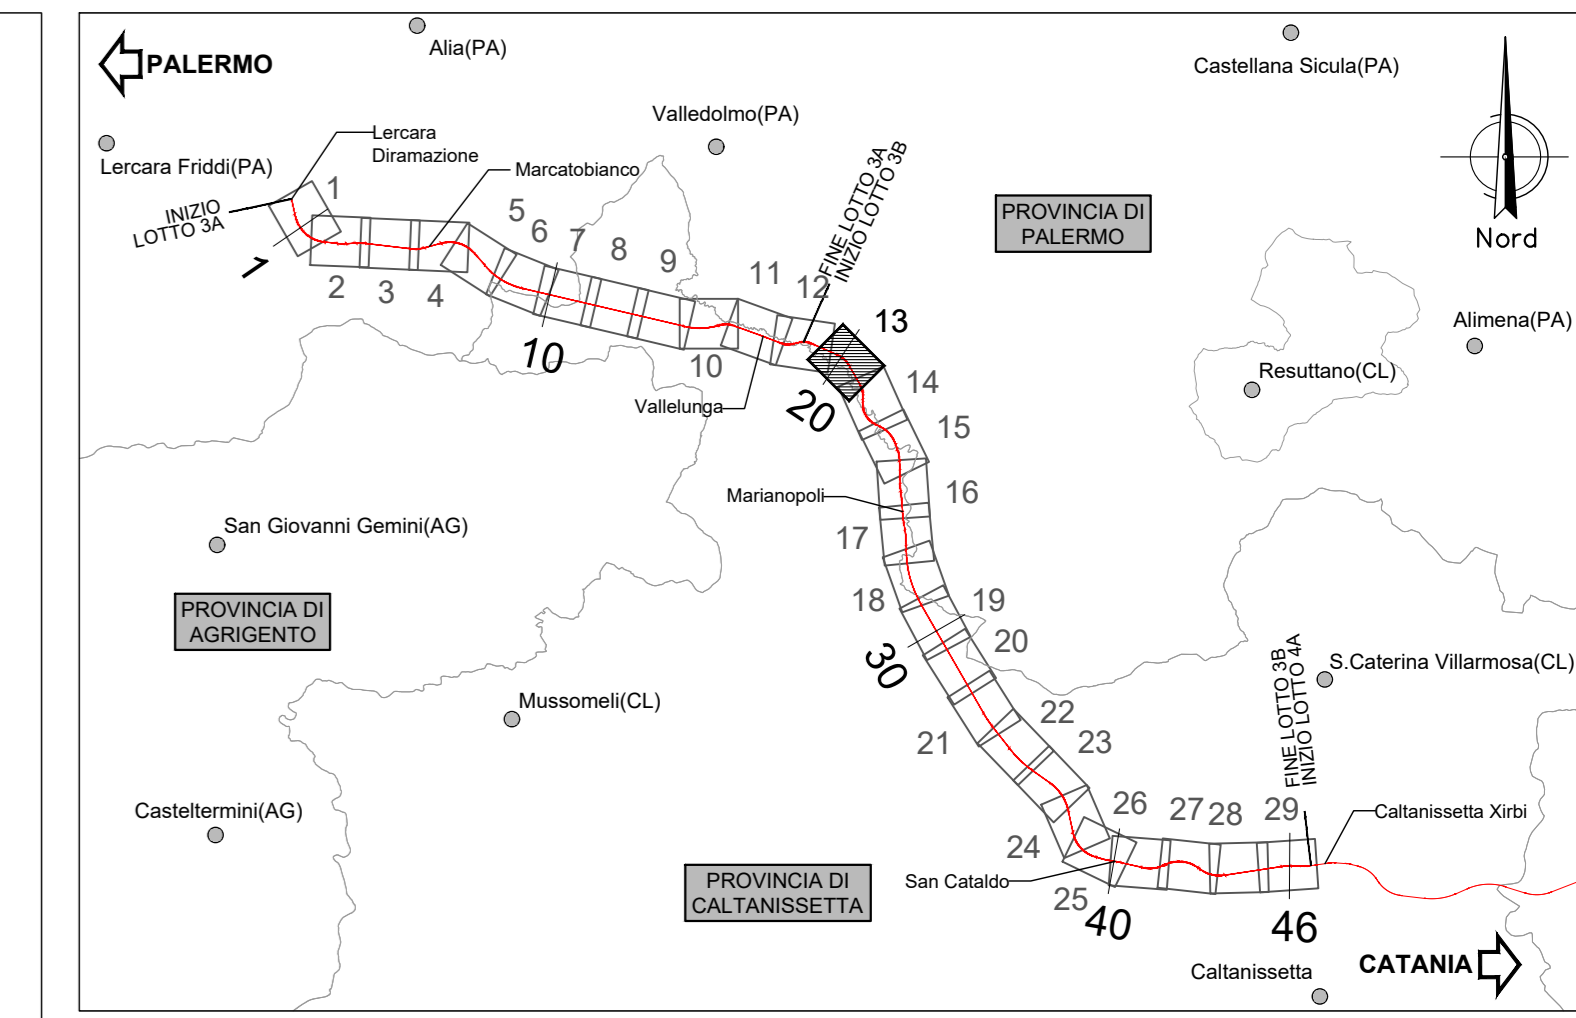 PALERMO
Alia(PA)
Castellana Sicula(PA)
Valledolmo(PA)
Lercara Friddi(PA)
Lercara
Diramazione
Marcatobianco
INIZIO
LOTTO 3A
FINE LOTTO 3A
INIZIO LOTTO 3B
PROVINCIA DI
PALERMO
Nord
1
1
2
3
4
5
6
7
8
9
10
10
11
12
13
20
14
15
Vallelunga
Alimena(PA)
Resuttano(CL)
Marianopoli
16
17
San Giovanni Gemini(AG)
PROVINCIA DI
AGRIGENTO
18
19
20
30
Mussomeli(CL)
21
22
23
FINE LOTTO 3B
INIZIO LOTTO 4A
S.Caterina Villarmosa(CL)
Casteltermini(AG)
24
25
26
27
28
29
Caltanissetta Xirbi
San Cataldo
PROVINCIA DI
CALTANISSETTA
40
46
Caltanissetta
CATANIA